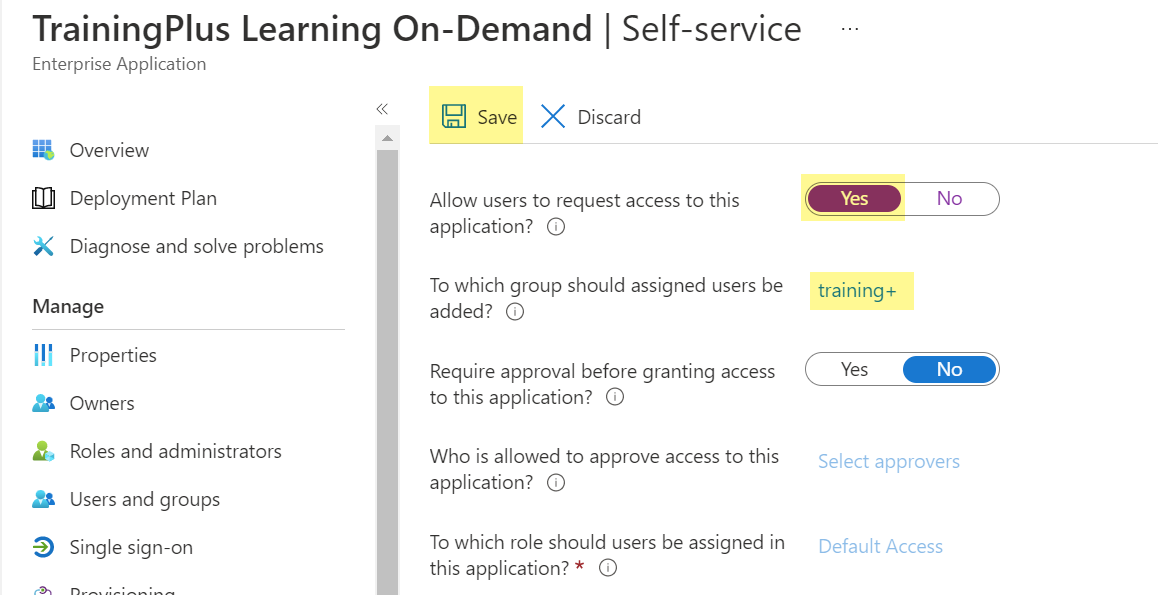 TrainingPlus Learning On-Demand | Self-service ...
Enterprise Application
Overview
Deployment Plan
Diagnose and solve problems
Manage
Properties
Owners
Roles and administrators
Users and groups
Single sign-on
Provisioning
Save Discard
Allow users to request access to this
application?
Yes No
To which group should assigned users be
added?
training+
Require approval before granting access
to this application?
Yes No
Who is allowed to approve access to this
application?
Select approvers
To which role should users be assigned in
this application? *
Default Access